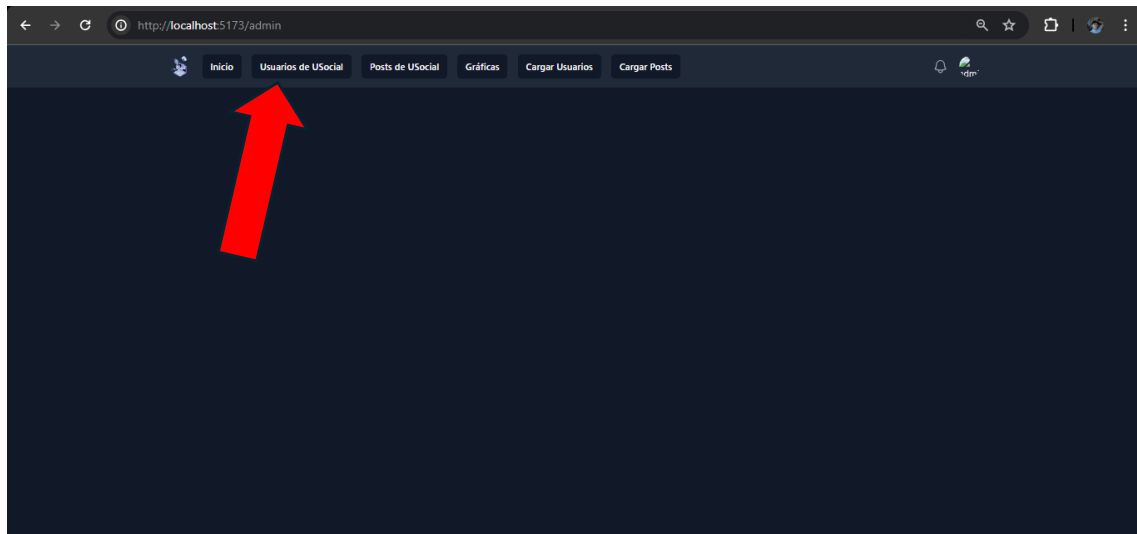 http://localhost:5173/admin
Inicio Usuarios de USocial Posts de USocial Gráficas Cargar Usuarios Cargar Posts